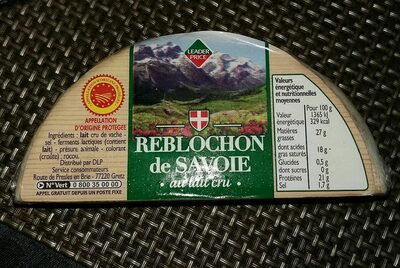 LEADER
PRICE
APPELLATION
D'ORIGINE PROTÉGÉE
Ingrédients : lait cru de vache -
sel - ferments lactiques (contient
lait) - présure animale - colorant
(croûte) : rocou.
Distribué par DLP
Service consommateurs
Route de Presles en Brie - 77220 Gretz
N°Vert 0 800 35 00 00
APPEL GRATUIT DEPUIS UN POSTE FIXE
REBLOCHON
de SAVOIE
au lait cru
Valeurs
énergétique
et nutritionnelles
moyennes
Pour 100 g
Valeur 1365 kJ
énergétique 329 kcal
Matières
grasses 27 g
dont acides
gras saturés 18 g
Glucides 0,5 g
dont sucres 0 g
Protéines 21 g
Sel 1,7 g